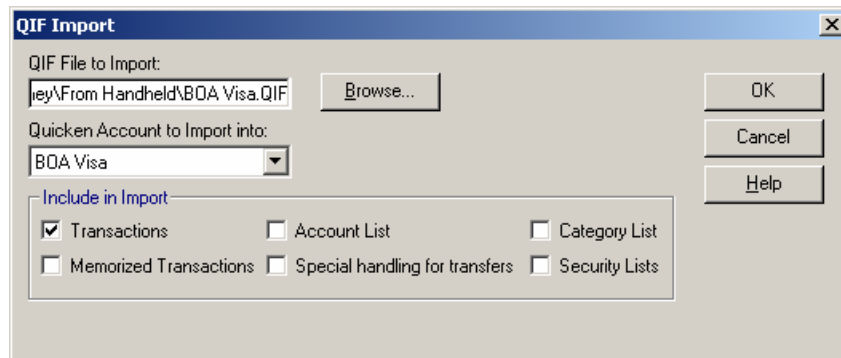 QIF Import
QIF File to Import:
ey\From Handheld\BOA Visa.QIF
Browse...
OK
Quicken Account to Import into:
BOA Visa
Cancel
Help
Include in Import
Transactions
Account List
Category List
Memorized Transactions
Special handling for transfers
Security Lists